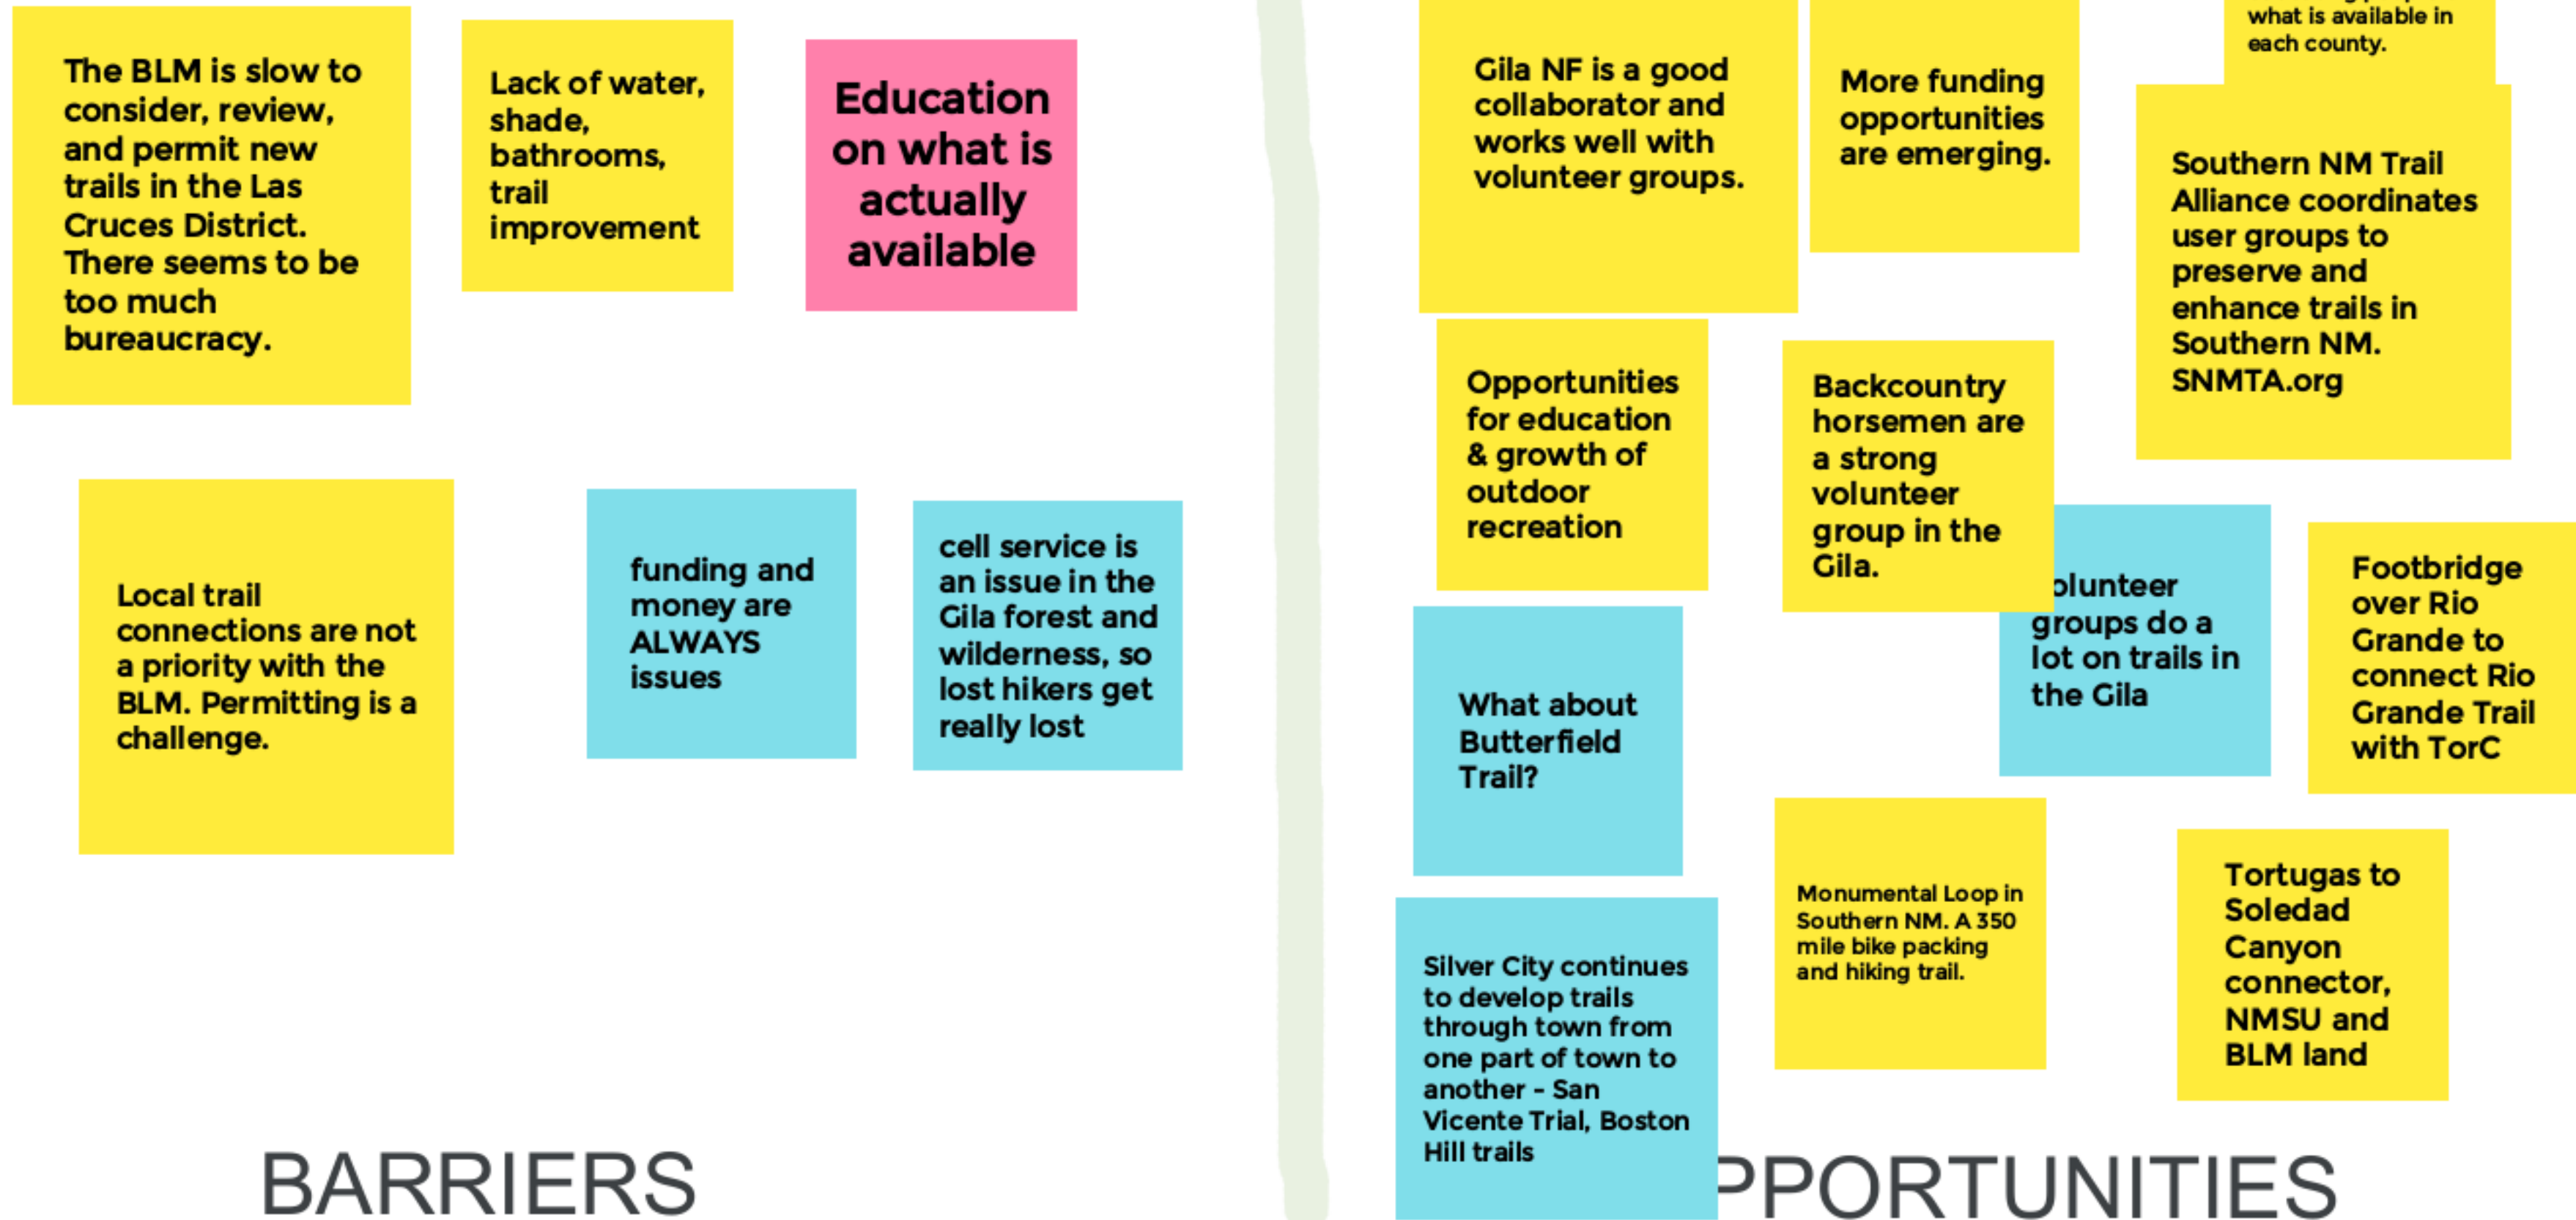 The BLM is slow to
consider, review,
and permit new
trails in the Las
Cruces District.
There seems to be
too much
bureaucracy.
Lack of water,
shade,
bathrooms,
trail
improvement
Education
on what is
actually
available
Local trail
connections are not
a priority with the
BLM. Permitting is a
challenge.
funding and
money are
ALWAYS
issues
cell service is
an issue in the
Gila forest and
wilderness, so
lost hikers get
really lost
BARRIERS
Gila NF is a good
collaborator and
works well with
volunteer groups.
More funding
opportunities
are emerging.
what is available in
each county.
Southern NM Trail
Alliance coordinates
user groups to
preserve and
enhance trails in
Southern NM.
SNMTA.org
Opportunities
for education
& growth of
outdoor
recreation
Backcountry
horsemen are
a strong
volunteer
group in the
Gila.
olunteer
groups do a
lot on trails in
the Gila
Footbridge
over Rio
Grande to
connect Rio
Grande Trail
with TorC
What about
Butterfield
Trail?
Monumental Loop in
Southern NM. A 350
mile bike packing
and hiking trail.
Tortugas to
Soledad
Canyon
connector,
NMSU and
BLM land
Silver City continues
to develop trails
through town from
one part of town to
another - San
Vicente Trial, Boston
Hill trails
PPORTUNITIES